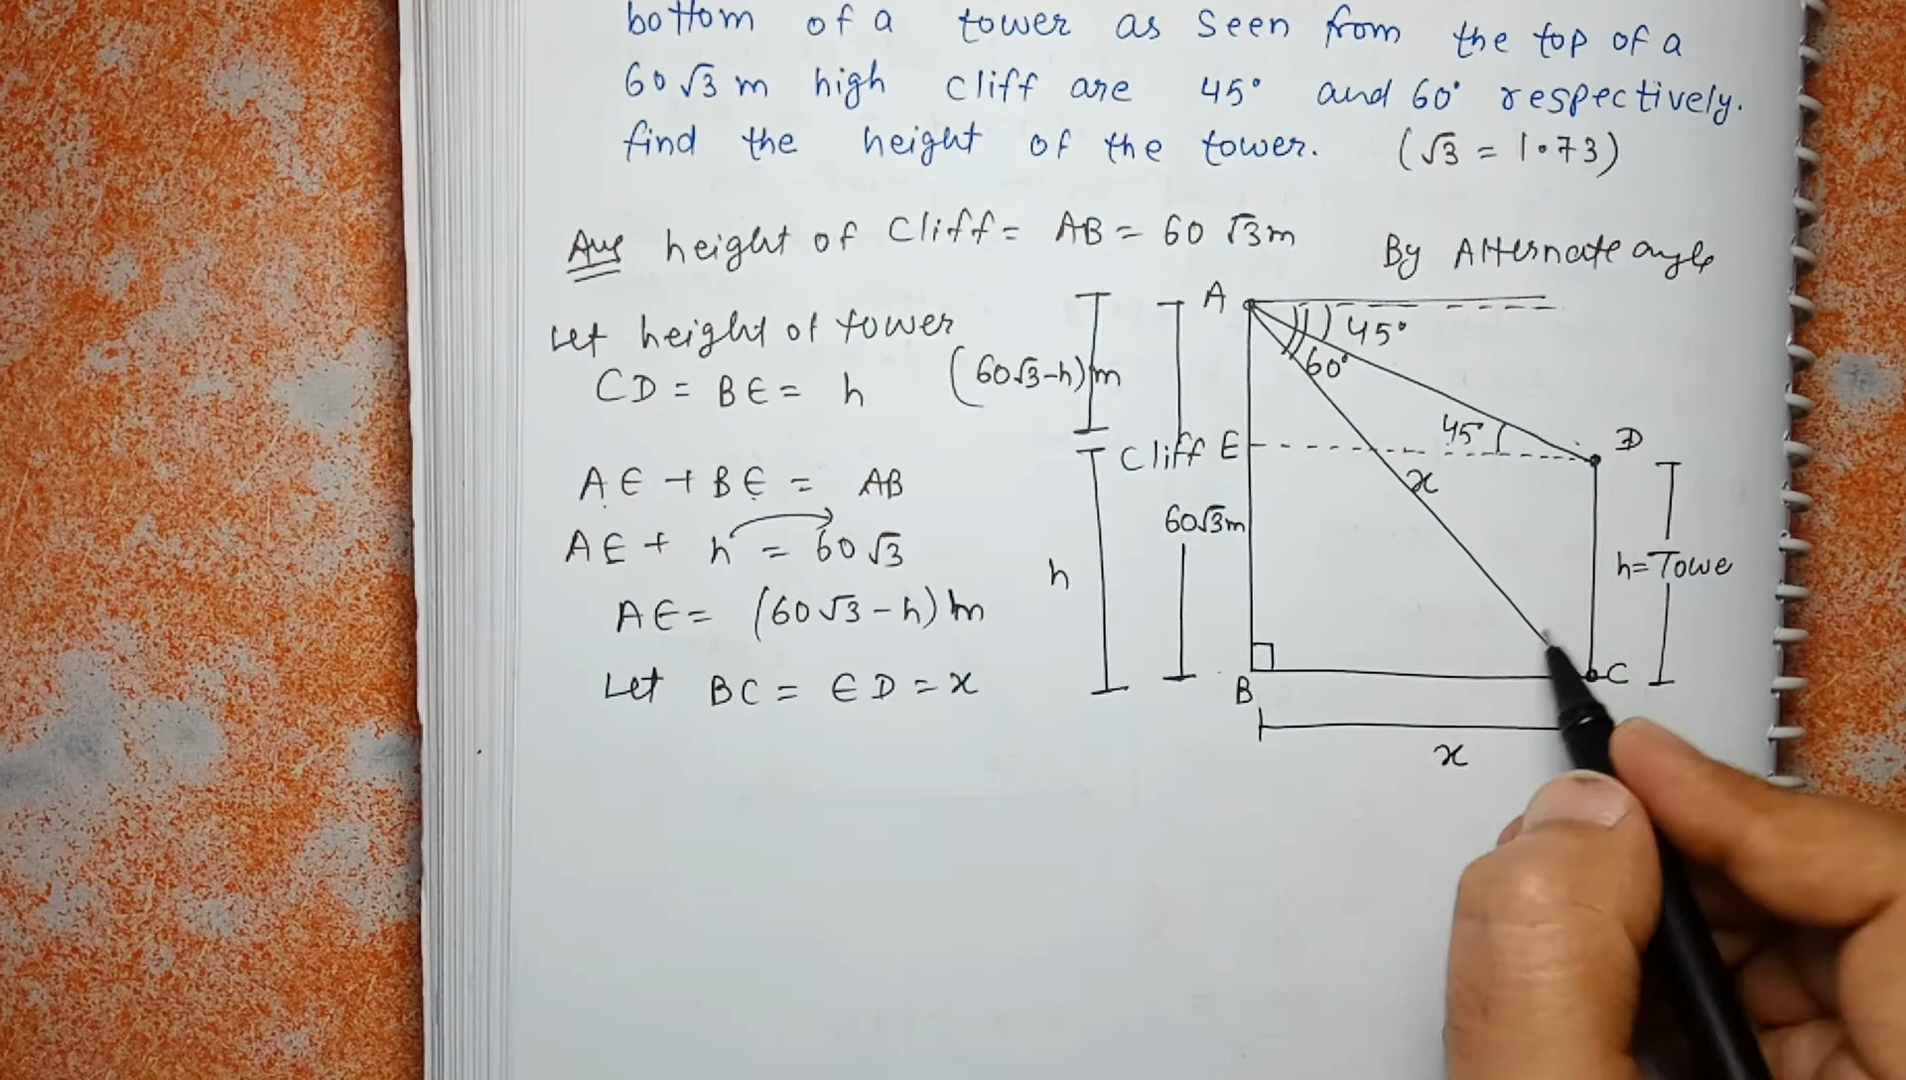 bottom of a tower as seen from the top of a
60√3 m high cliff are 45° and 60° respectively.
find the height of the tower. (√3 = 1.73)
Ans height of Cliff = AB = 60√3m
By Alternate angle
Let height of tower
CD = BE = h
AE + BE = AB
AE + h = 60√3
AE = (60√3 - h) m
Let BC = ED = x
(60√3-h) m
A
45°
60°
45°
D
Cliff E
x
60√3m
h
h=Towe
B
C
x